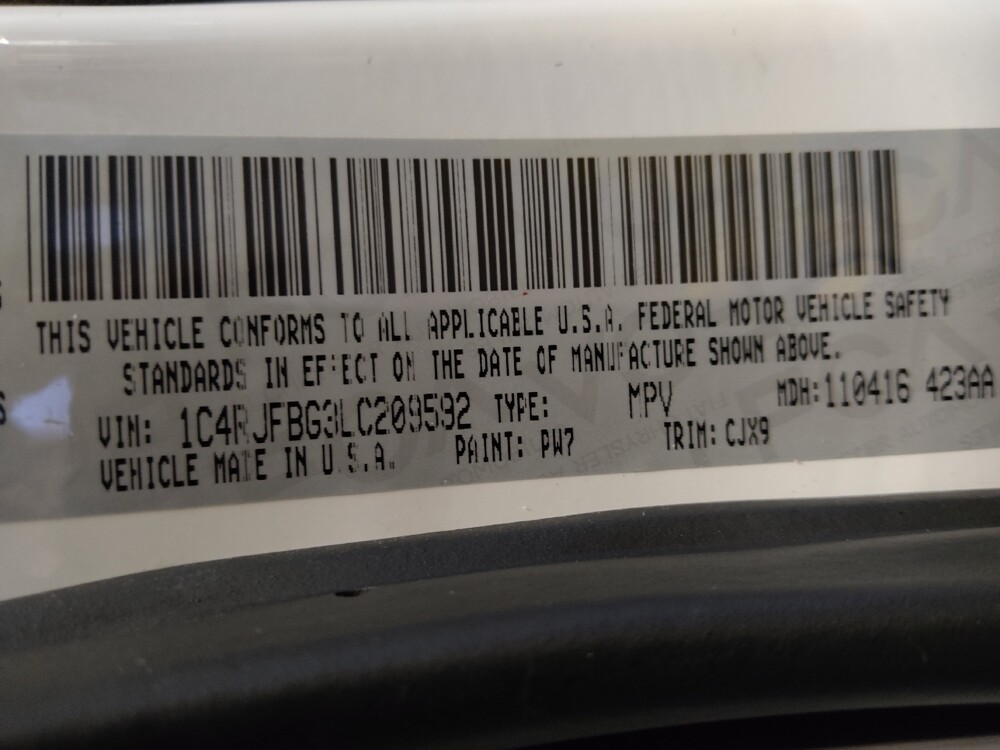 THIS VEHICLE CONFORMS TO ALL APPLICABLE U.S.A. FEDERAL MOTOR VEHICLE SAFETY
STANDARDS IN EFFECT ON THE DATE OF MANUFACTURE SHOWN ABOVE.
VIN: 1C4RJFBG3LC209592 TYPE: MPV MDH: 110416 423AA
VEHICLE MADE IN U.S.A. PAINT: PW7 TRIM: CJX9